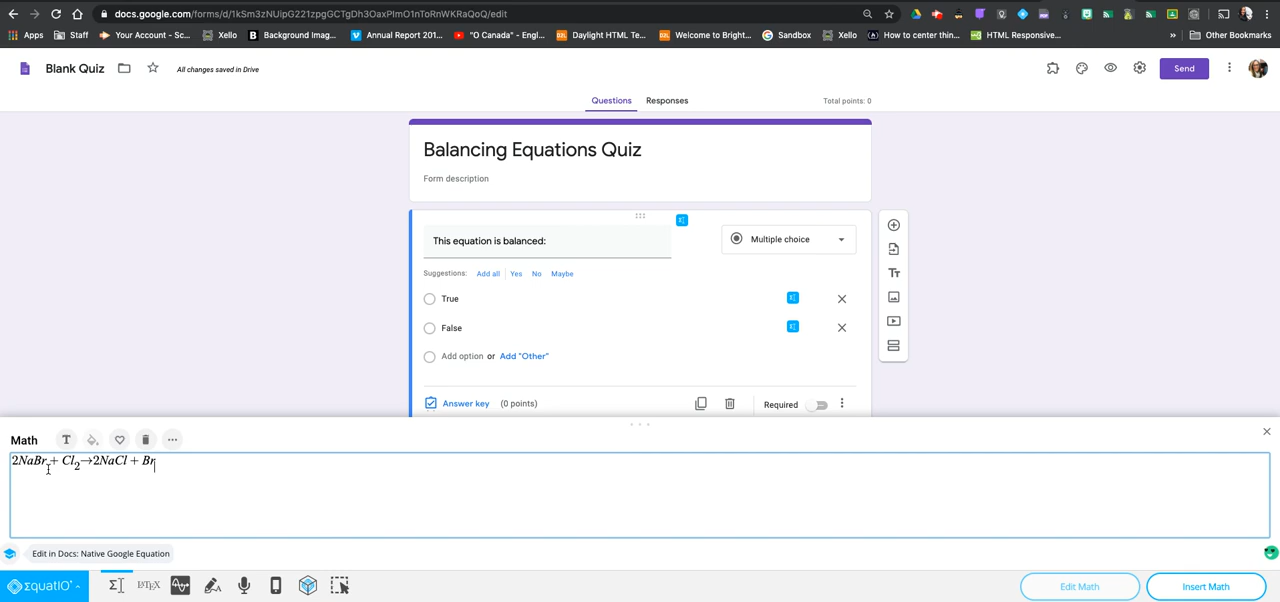 docs.google.com/forms/d/1kSm3zNUipG221zpgGCTgDh3OaxPImO1nToRnWKRaQoQ/edit
Apps Staff Your Account - Sc... Xello Background Imag... Annual Report 201... "O Canada" - Engl... Daylight HTML Te... Welcome to Bright... Sandbox Xello How to center thin... HTML Responsive... » Other Bookmarks
Blank Quiz All changes saved in Drive Send
Questions Responses Total points: 0
Balancing Equations Quiz
Form description
This equation is balanced: Multiple choice
Suggestions: Add all Yes No Maybe
True
False
Add option or Add "Other"
Answer key (0 points) Required
Math
2NaBr + Cl₂→2NaCl + Br
Edit in Docs: Native Google Equation
EquatIO LATEX Edit Math Insert Math